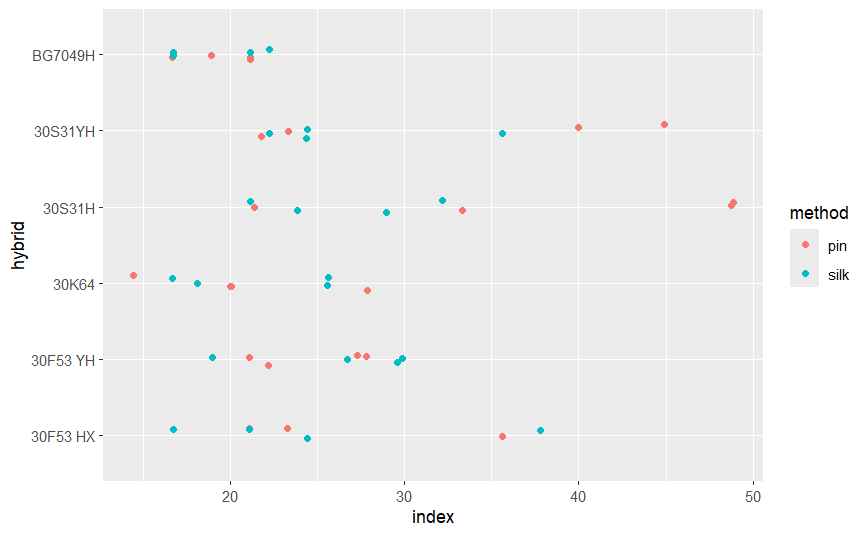 BG7049H
30S31YH
30S31H
30K64
30F53 YH
30F53 HX
hybrid
20 30 40 50
index
method
pin
silk